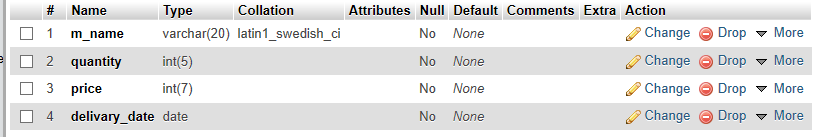 # Name Type Collation Attributes Null Default Comments Extra Action
1 m_name varchar(20) latin1_swedish_ci No None Change Drop More
2 quantity int(5) No None Change Drop More
3 price int(7) No None Change Drop More
4 delivary_date date No None Change Drop More